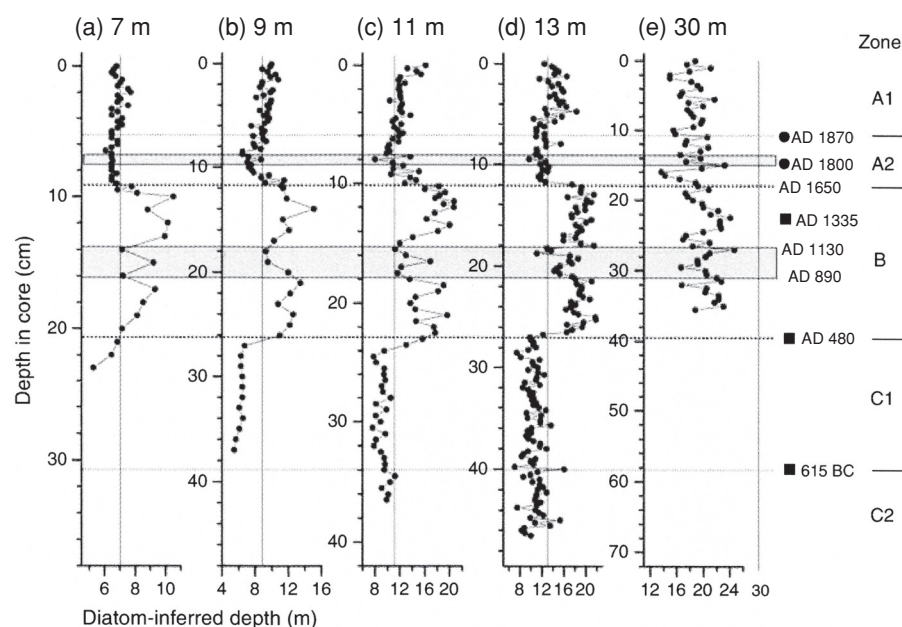 (a) 7 m
(b) 9 m
(c) 11 m
(d) 13 m
(e) 30 m
Zone
Depth in core (cm)
0
10
20
30
0
10
20
30
40
0
10
20
30
40
0
10
20
30
40
0
10
20
30
40
50
60
70
A1
AD 1870
AD 1800
A2
AD 1650
AD 1335
AD 1130
B
AD 890
AD 480
C1
615 BC
C2
4 6 8 10
4 8 12 16
8 12 16 20
8 12 16 20
12 16 20 24 30
Diatom-inferred depth (m)